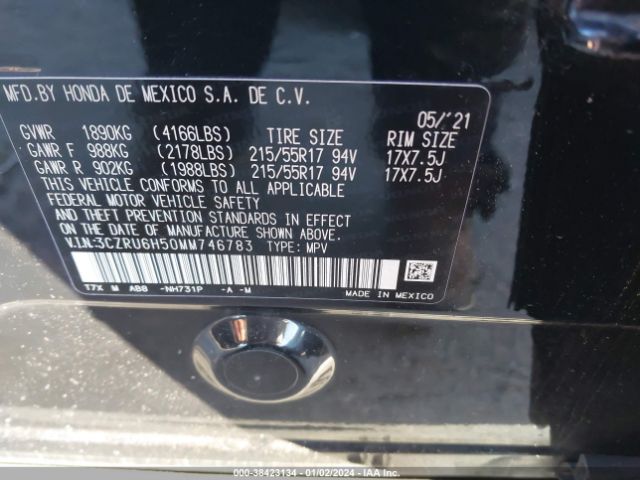 MFD.BY HONDA DE MEXICO S.A. DE C.V.
05/'21
GVWR 1890KG (4166LBS) TIRE SIZE RIM SIZE
GAWR F 988KG (2178LBS) 215/55R17 94V 17X7.5J
GAWR R 902KG (1988LBS) 215/55R17 94V 17X7.5J
THIS VEHICLE CONFORMS TO ALL APPLICABLE
FEDERAL MOTOR VEHICLE SAFETY
AND THEFT PREVENTION STANDARDS IN EFFECT
ON THE DATE OF MANUFACTURE SHOWN ABOVE.
V.I.N:3CZRU6H50MM746783 TYPE: MPV
T7X M AB8 -NH731P -A -M MADE IN MEXICO
000-38423134 - 01/02/2024 - IAA Inc.